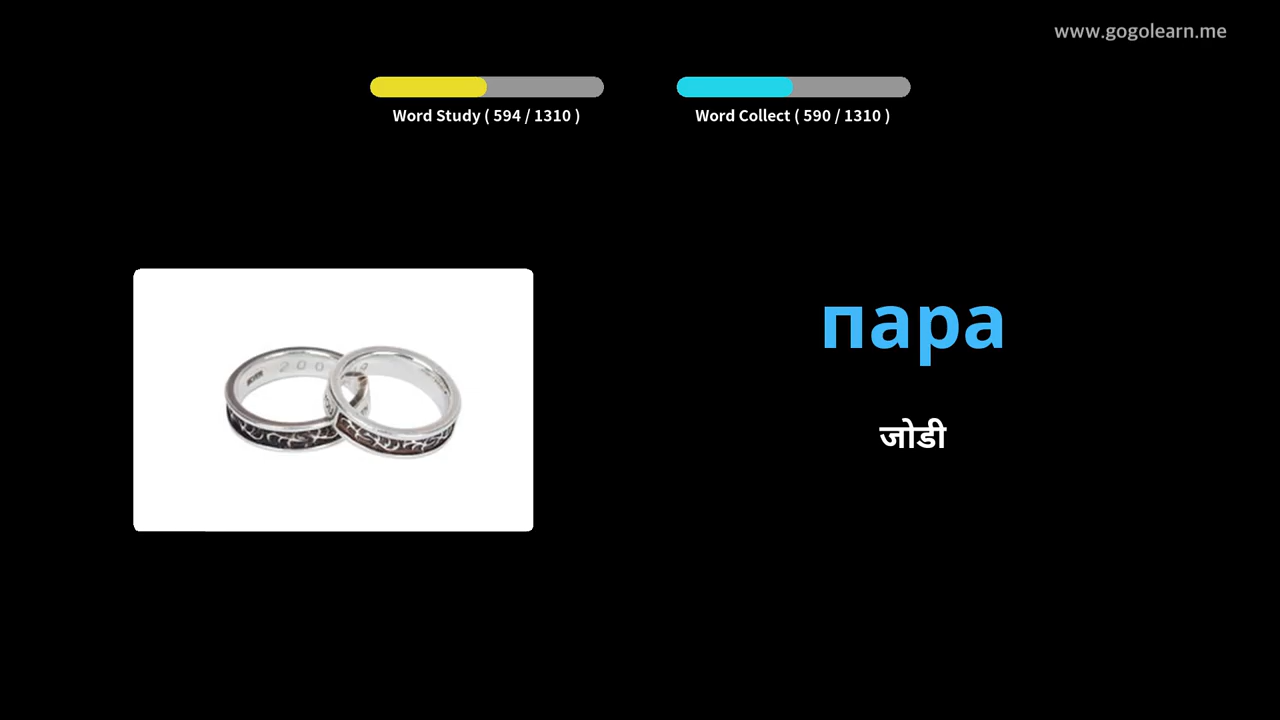 www.gogolearn.me
Word Study ( 594 / 1310 )
Word Collect ( 590 / 1310 )
пара
जोडी